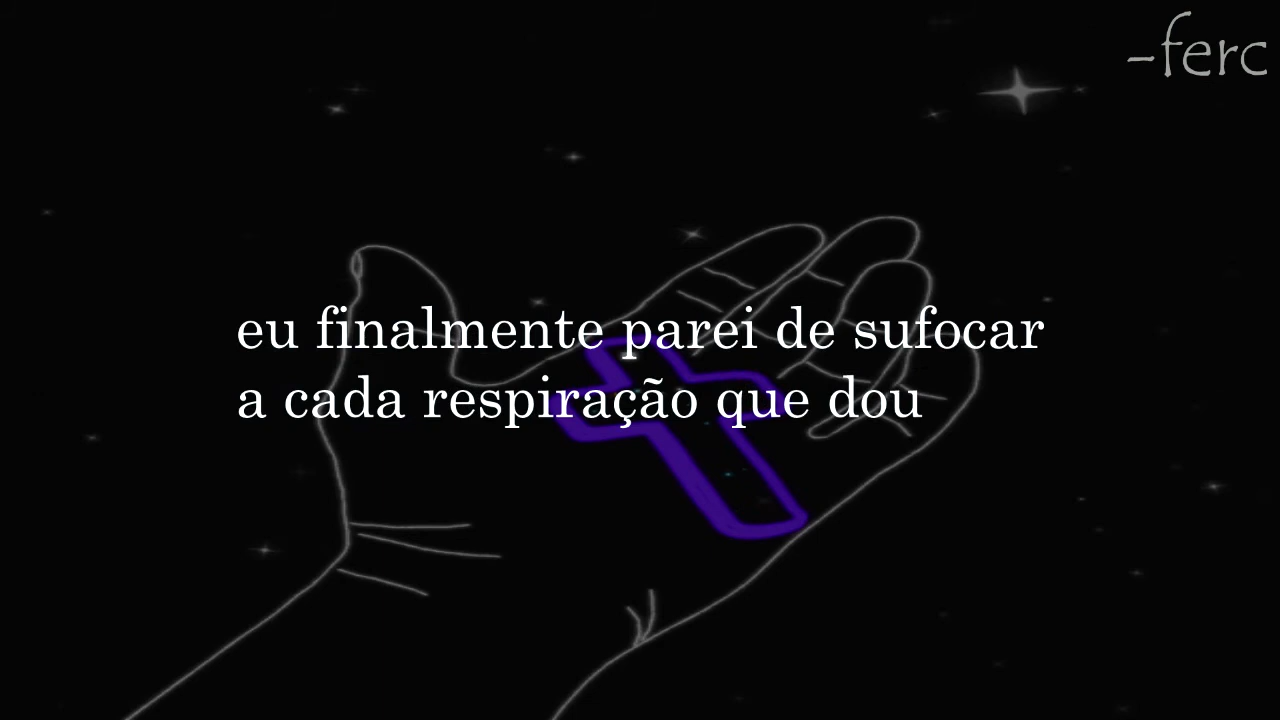 -ferc
eu finalmente parei de sufocar
a cada respiração que dou